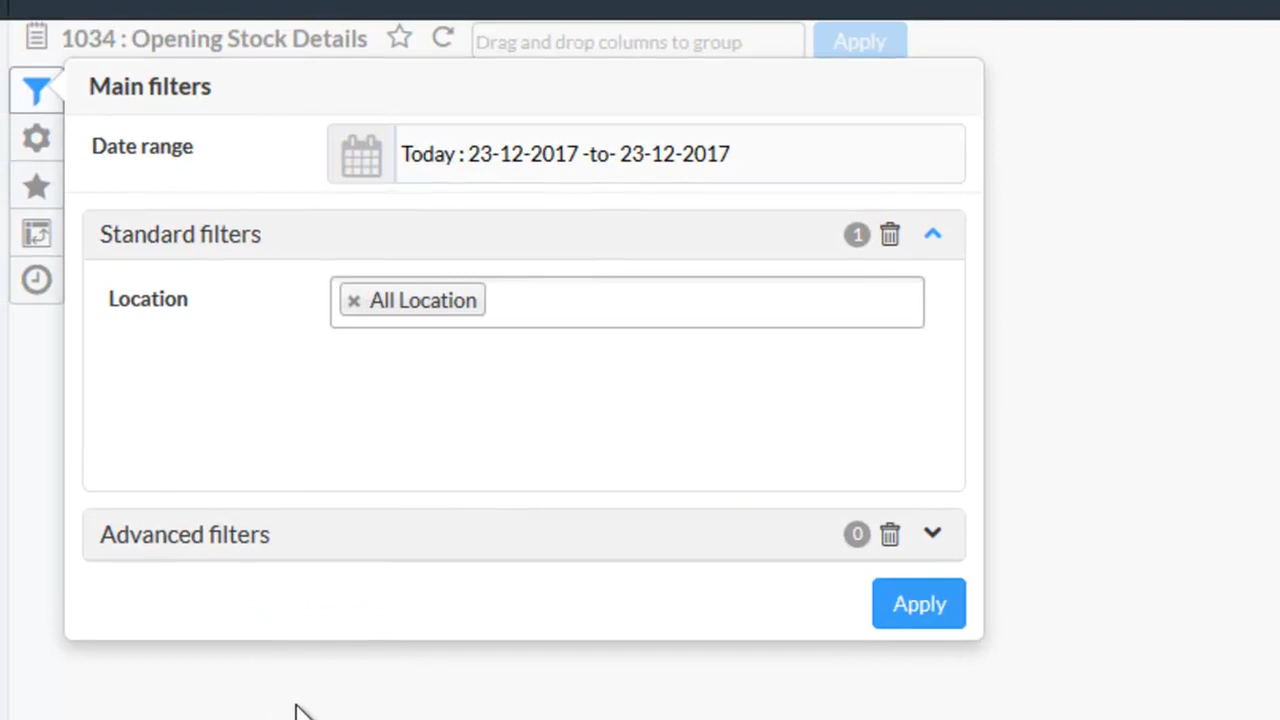 1034 : Opening Stock Details
Drag and drop columns to group
Apply
Main filters
Date range
Today : 23-12-2017 -to- 23-12-2017
Standard filters
1
Location
× All Location
Advanced filters
0
Apply